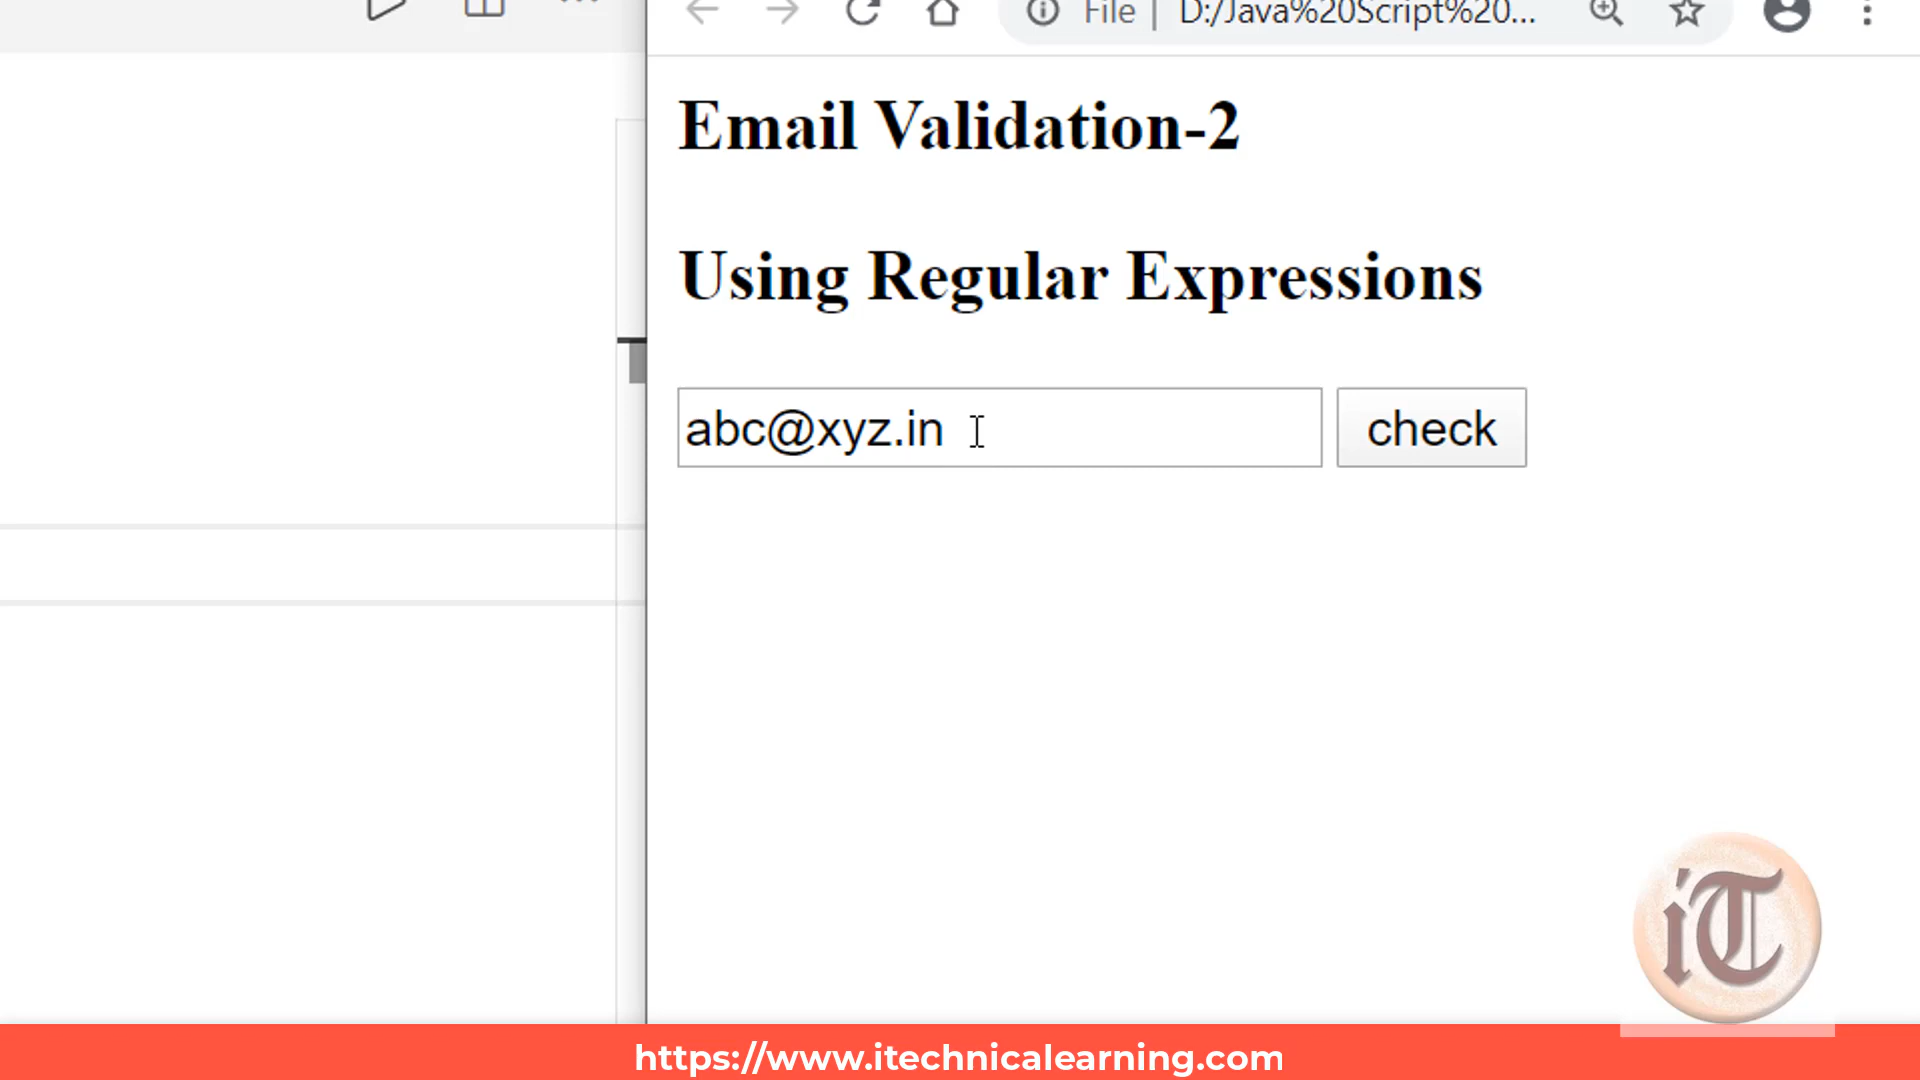 File | D:/Java%20Script%20...
Email Validation-2
Using Regular Expressions
abc@xyz.in
check
iT
https://www.itechnicalearning.com